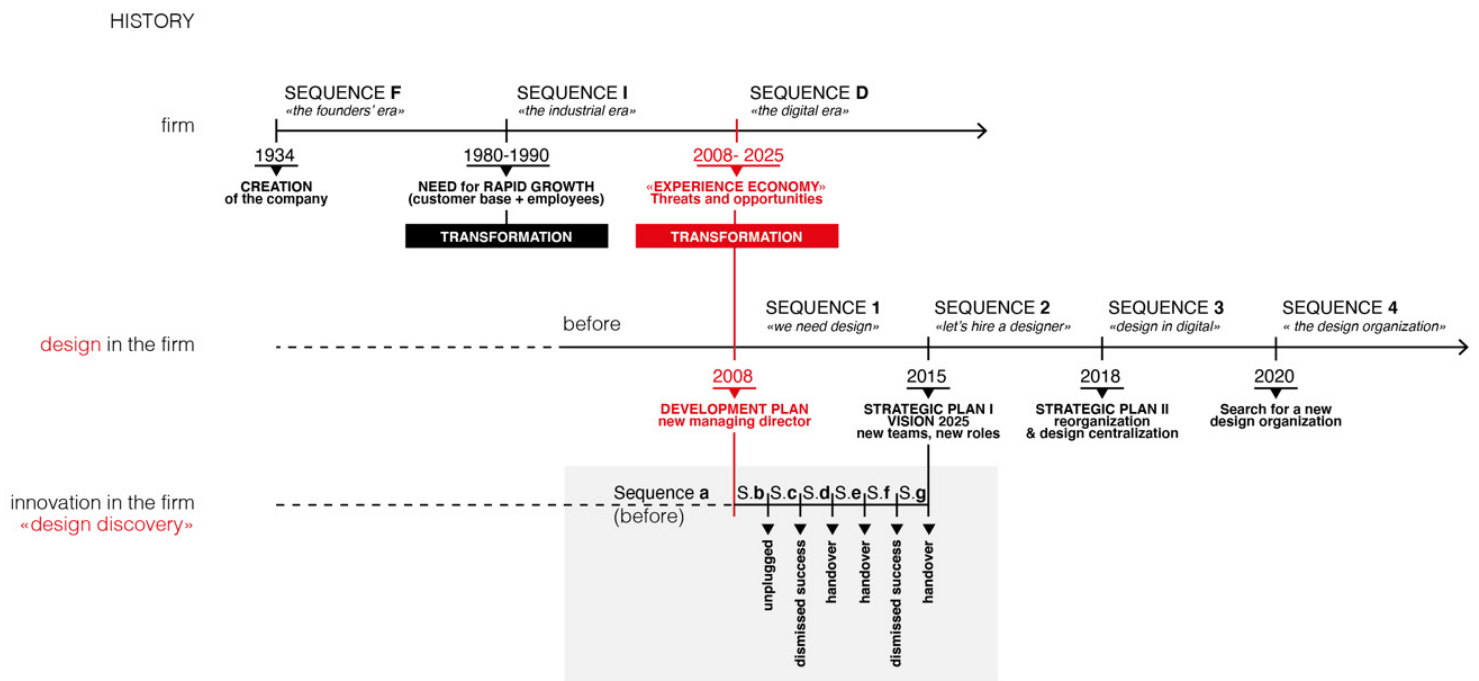 HISTORY
SEQUENCE F
«the founders' era»
SEQUENCE I
«the industrial era»
SEQUENCE D
«the digital era»
firm
1934
CREATION
of the company
1980-1990
NEED for RAPID GROWTH
(customer base + employees)
TRANSFORMATION
2008- 2025
«EXPERIENCE ECONOMY»
Threats and opportunities
TRANSFORMATION
design in the firm
before
SEQUENCE 1
«we need design»
SEQUENCE 2
«let's hire a designer»
SEQUENCE 3
«design in digital»
SEQUENCE 4
« the design organization»
2008
DEVELOPMENT PLAN
new managing director
2015
STRATEGIC PLAN I
VISION 2025
new teams, new roles
2018
STRATEGIC PLAN II
reorganization
& design centralization
2020
Search for a new
design organization
innovation in the firm
«design discovery»
Sequence a
(before)
S.b S.c S.d S.e S.f S.g
unplugged
dismissed success
handover
handover
dismissed success
handover